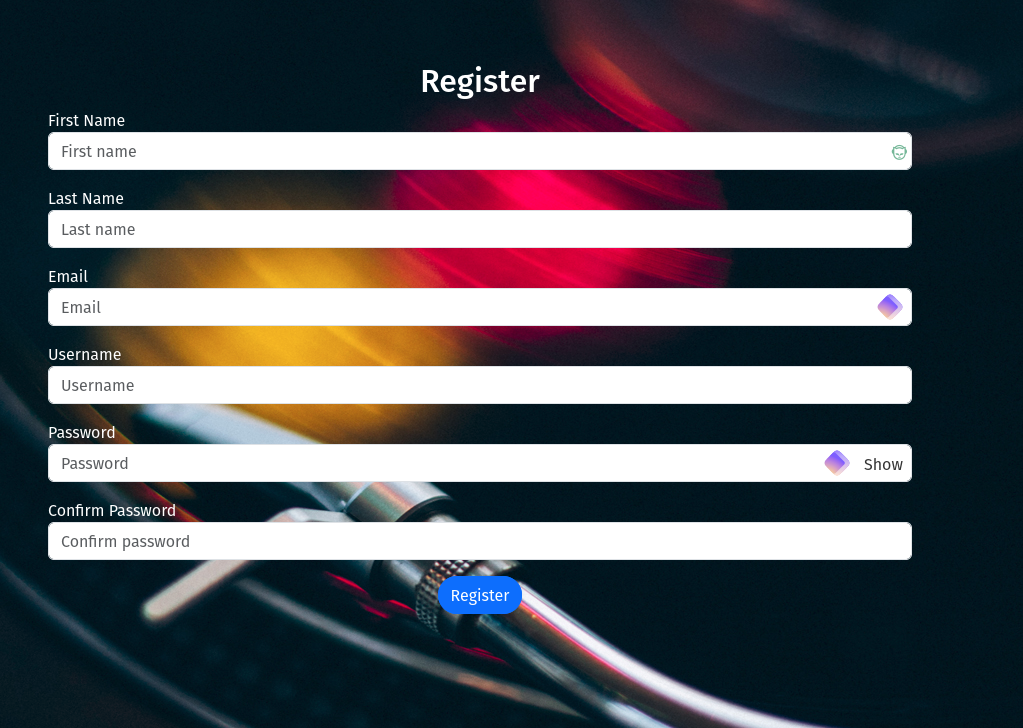 Register
First Name
First name
Last Name
Last name
Email
Email
Username
Username
Password
Password Show
Confirm Password
Confirm password
Register